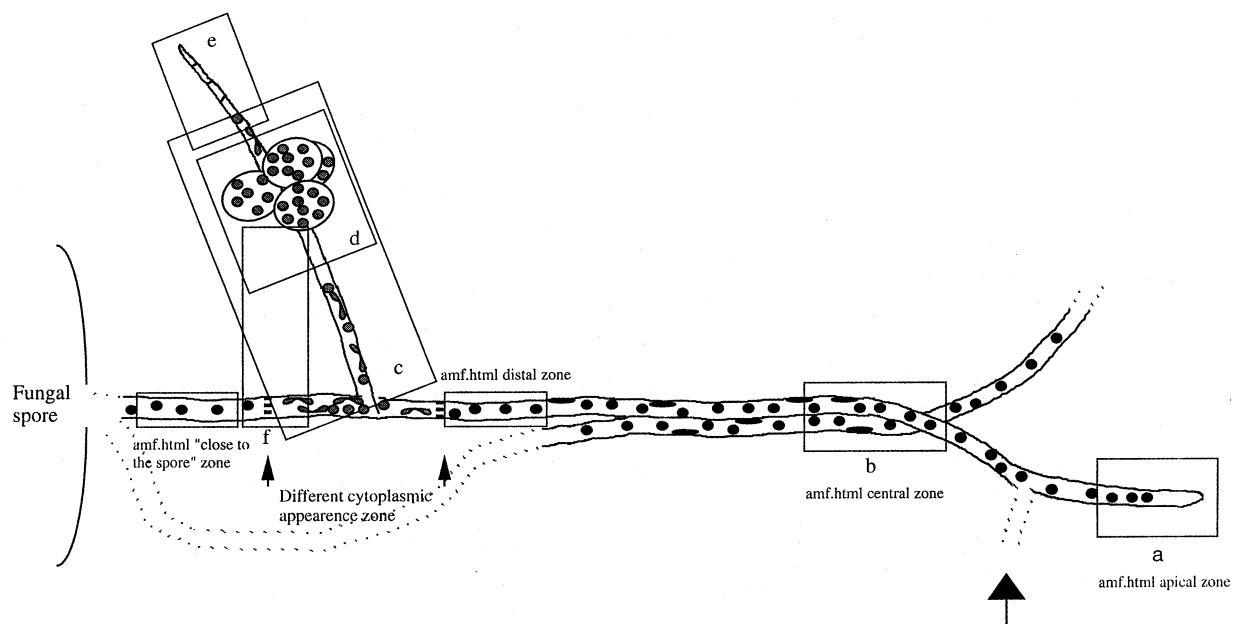 e
d
c
amf.html distal zone
Fungal
spore
f
amf.html "close to
the spore" zone
Different cytoplasmic
appearence zone
b
amf.html central zone
a
amf.html apical zone